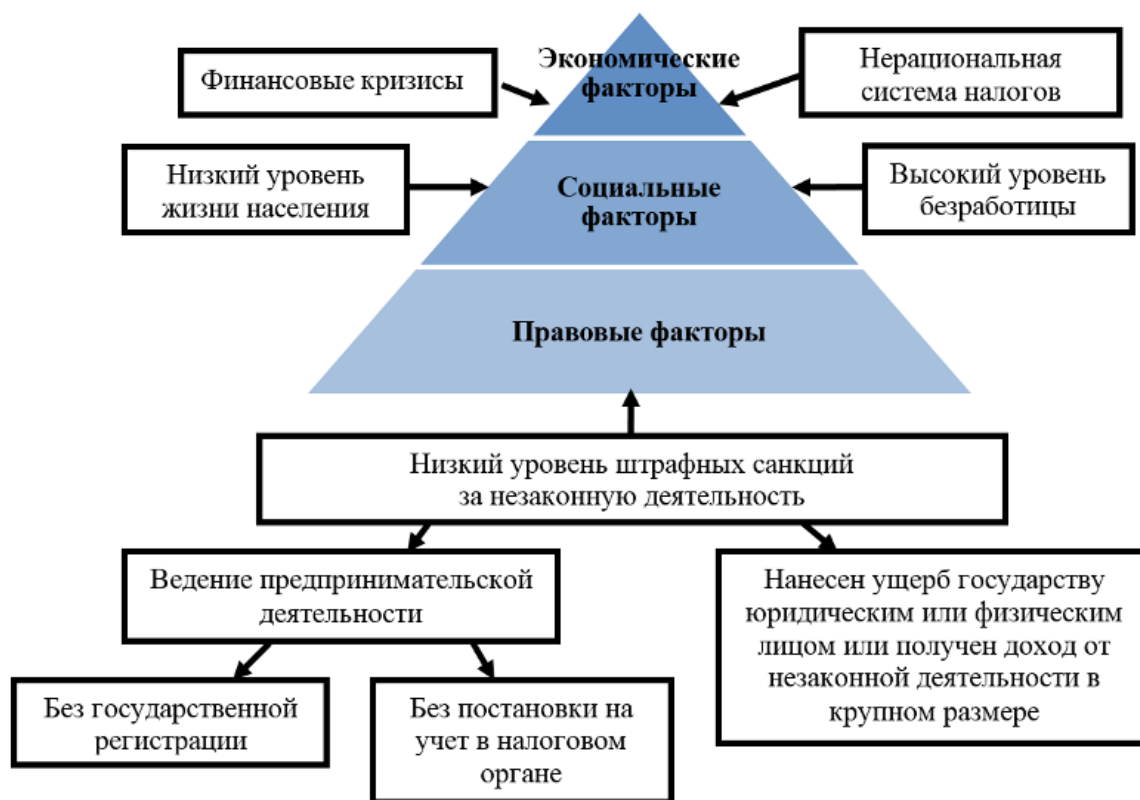 Финансовые кризисы
Экономические
факторы
Нерациональная
система налогов
Низкий уровень
жизни населения
Социальные
факторы
Высокий уровень
безработицы
Правовые факторы
Низкий уровень штрафных санкций
за незаконную деятельность
Ведение предпринимательской
деятельности
Нанесен ущерб государству
юридическим или физическим
лицом или получен доход от
незаконной деятельности в
крупном размере
Без государственной
регистрации
Без постановки на
учет в налоговом
органе